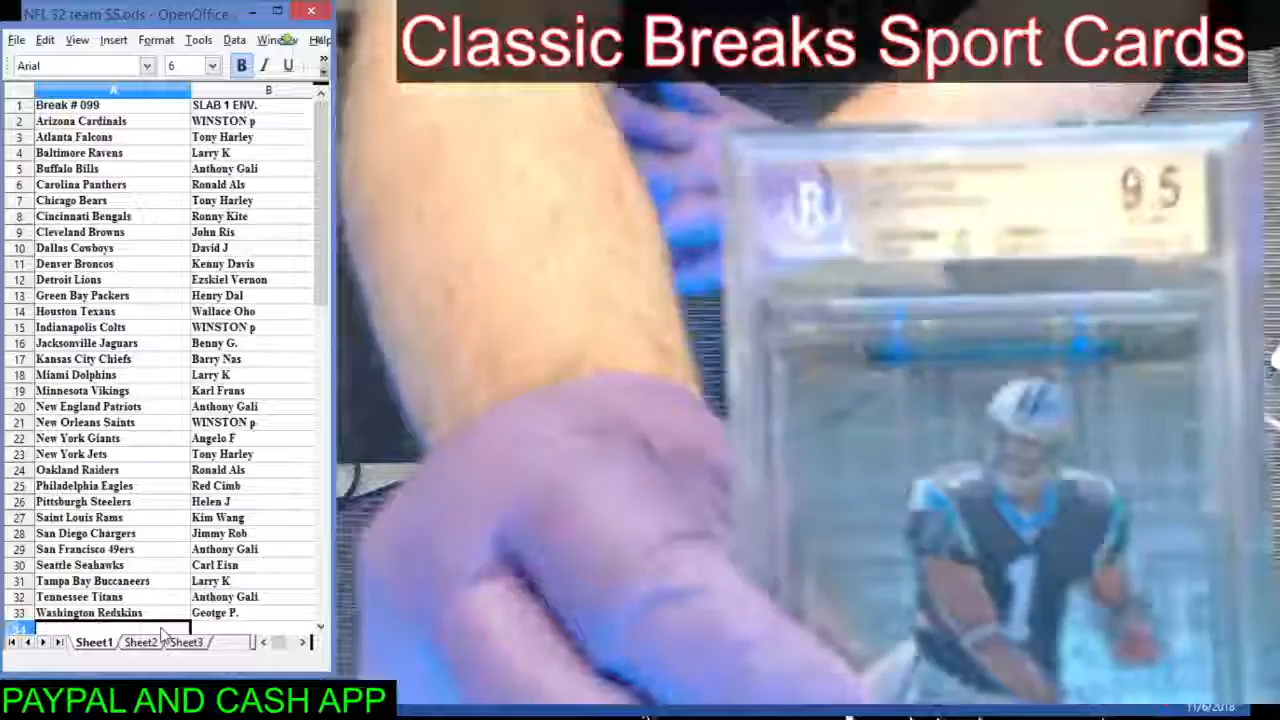 NFL 32 team SS.ods - OpenOffice
Classic Breaks Sport Cards
File Edit View Insert Format Tools Data Window Help
Arial 6 B I U
A B
1 Break # 099 SLAB 1 ENV.
2 Arizona Cardinals WINSTON p
3 Atlanta Falcons Tony Harley
4 Baltimore Ravens Larry K
5 Buffalo Bills Anthony Gali
6 Carolina Panthers Ronald Als
7 Chicago Bears Tony Harley
8 Cincinnati Bengals Ronny Kite
9 Cleveland Browns John Ris
10 Dallas Cowboys David J
11 Denver Broncos Kenny Davis
12 Detroit Lions Ezskiel Vernon
13 Green Bay Packers Henry Dal
14 Houston Texans Wallace Oho
15 Indianapolis Colts WINSTON p
16 Jacksonville Jaguars Benny G.
17 Kansas City Chiefs Barry Nas
18 Miami Dolphins Larry K
19 Minnesota Vikings Karl Frans
20 New England Patriots Anthony Gali
21 New Orleans Saints WINSTON p
22 New York Giants Angelo F
23 New York Jets Tony Harley
24 Oakland Raiders Ronald Als
25 Philadelphia Eagles Red Cimb
26 Pittsburgh Steelers Helen J
27 Saint Louis Rams Kim Wang
28 San Diego Chargers Jimmy Rob
29 San Francisco 49ers Anthony Gali
30 Seattle Seahawks Carl Eisn
31 Tampa Bay Buccaneers Larry K
32 Tennessee Titans Anthony Gali
33 Washington Redskins Geotge P.
34
Sheet1 Sheet2 Sheet3
9.5
1
PAYPAL AND CASH APP
11/6/2018